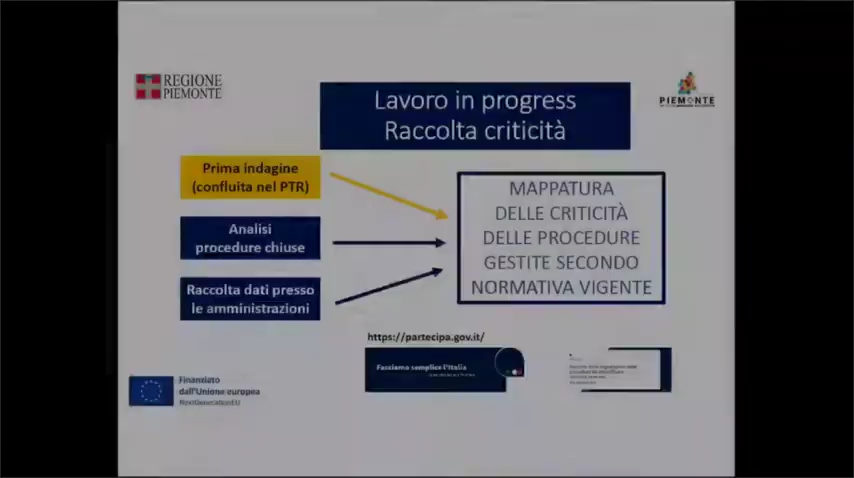 REGIONE
PIEMONTE
PIEMONTE
Lavoro in progress
Raccolta criticità
Prima indagine
(confluita nel PTR)
Analisi
procedure chiuse
Raccolta dati presso
le amministrazioni
MAPPATURA
DELLE CRITICITÀ
DELLE PROCEDURE
GESTITE SECONDO
NORMATIVA VIGENTE
https://partecipa.gov.it/
Facciamo semplice l'Italia
Finanziato
dall'Unione europea
NextGenerationEU